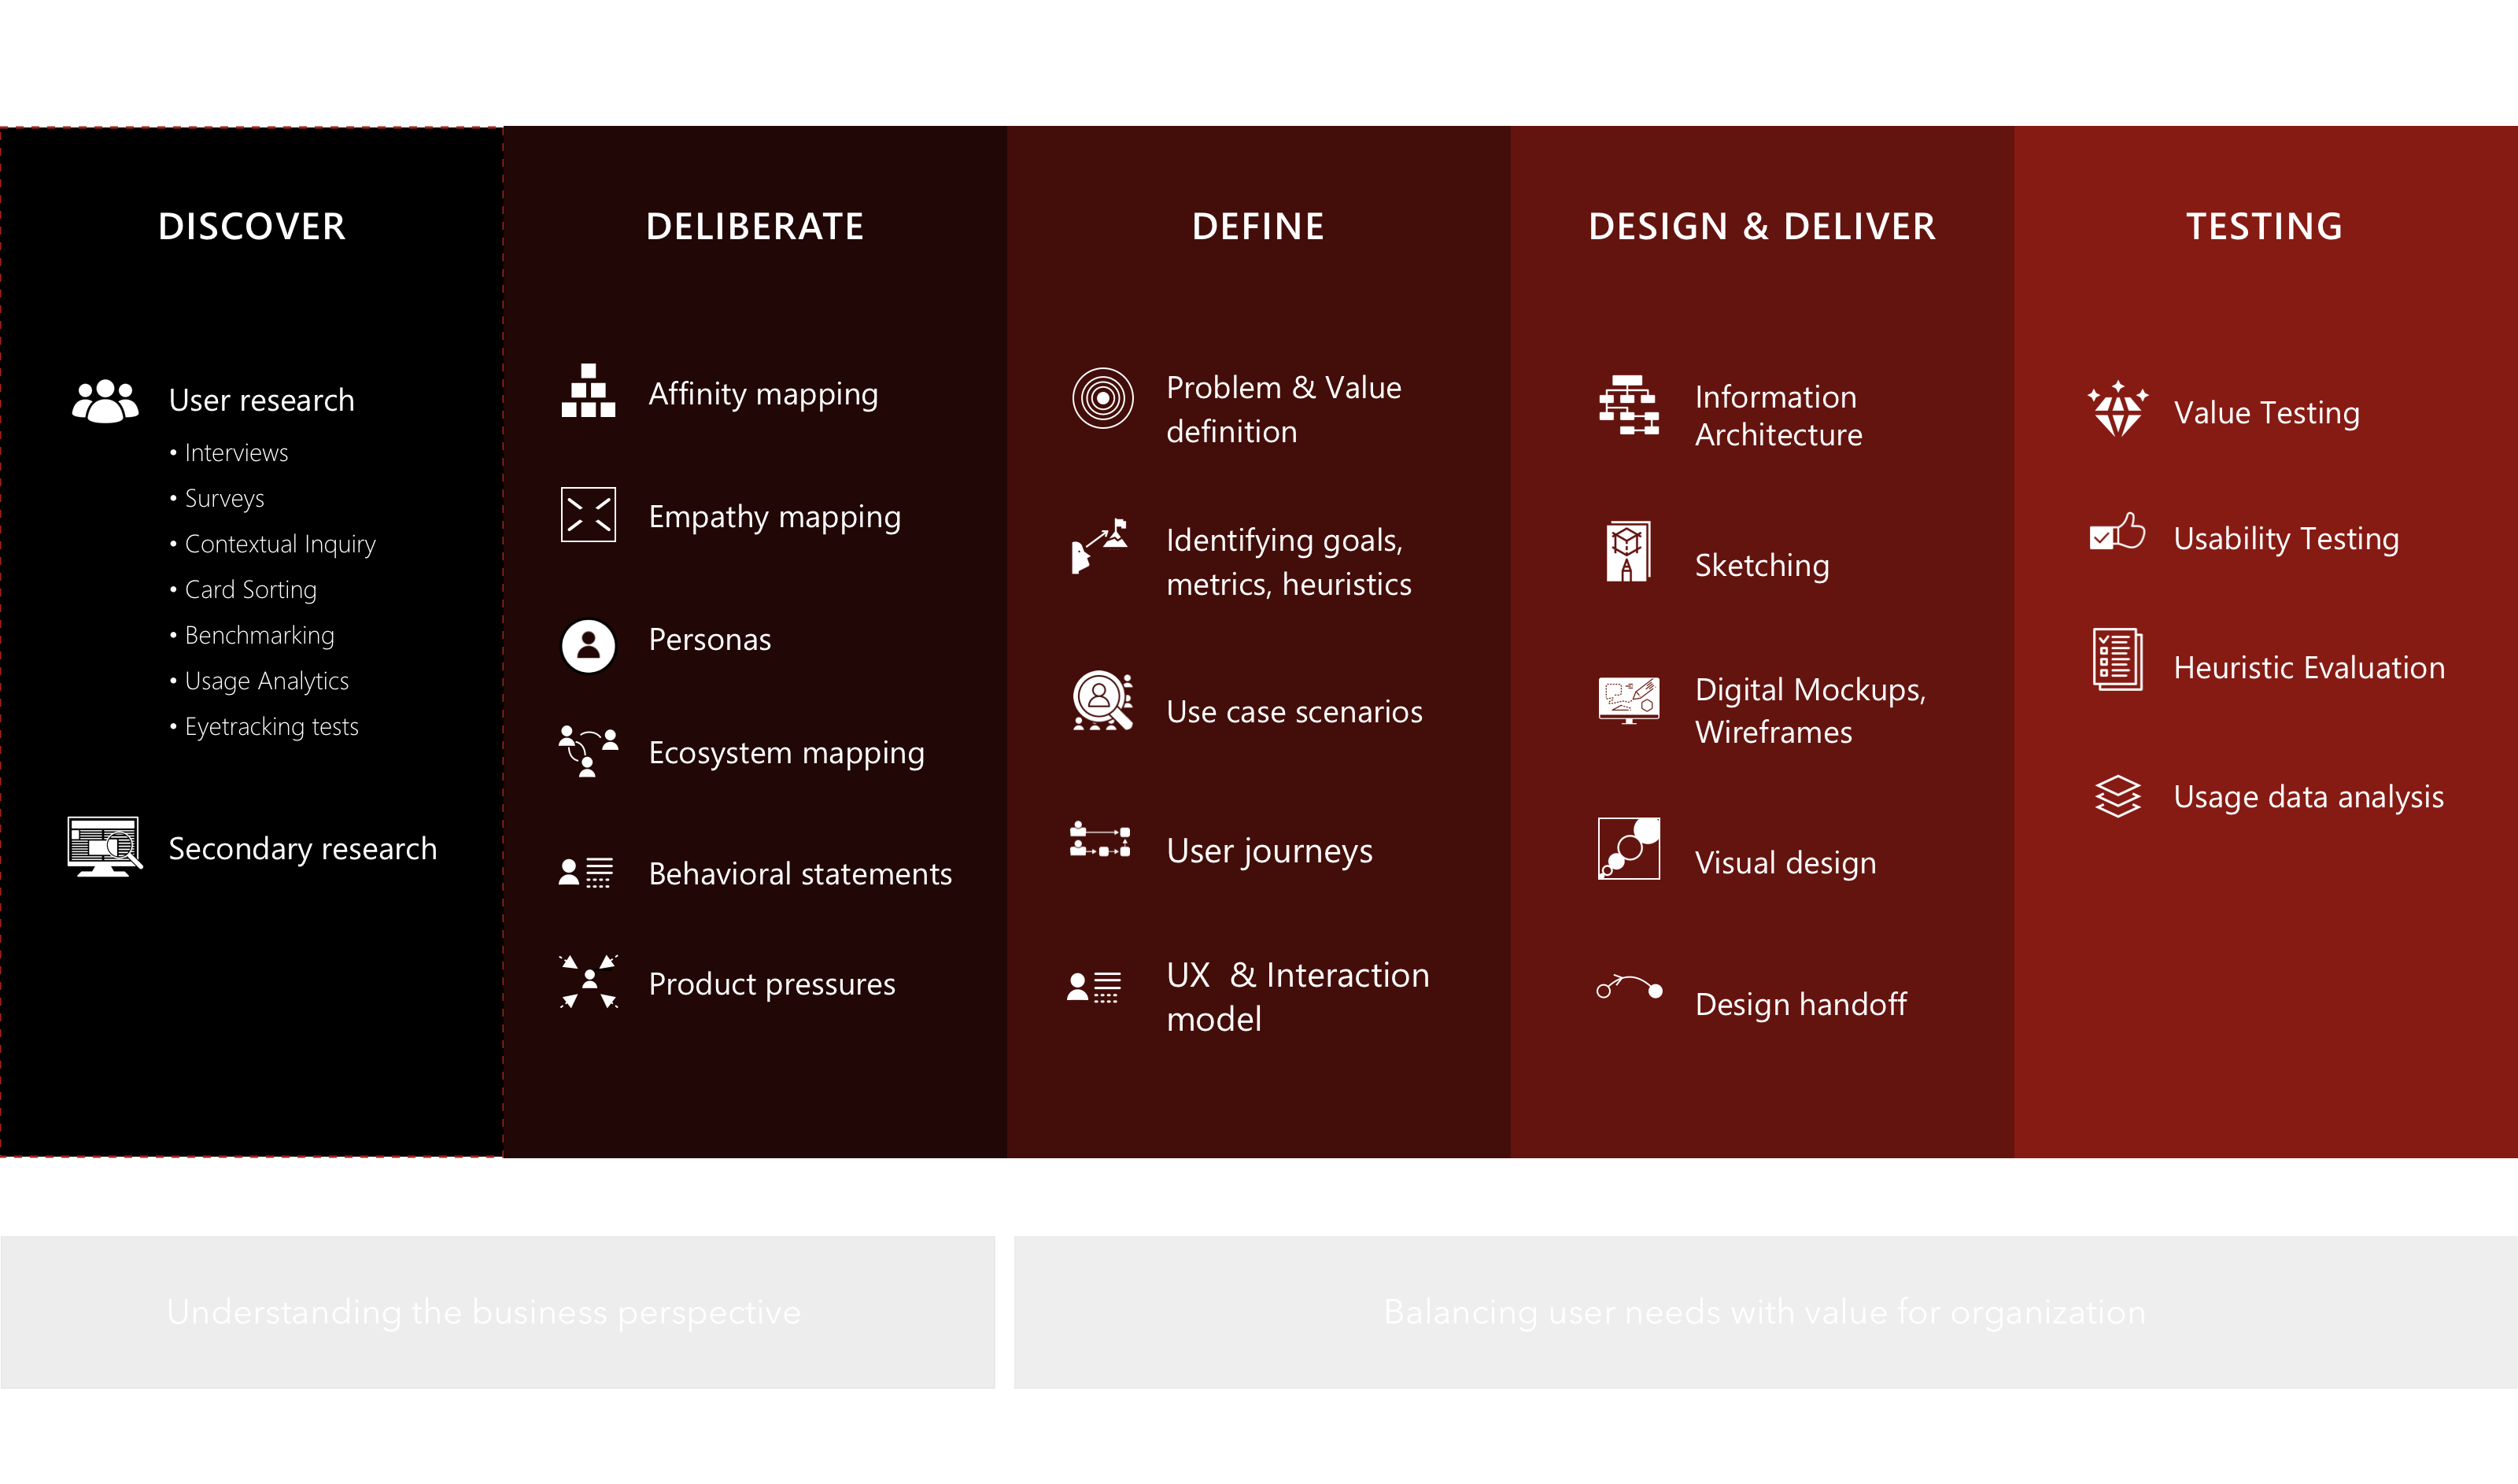 DISCOVER
User research
• Interviews
• Surveys
• Contextual Inquiry
• Card Sorting
• Benchmarking
• Usage Analytics
• Eyetracking tests
Secondary research
DELIBERATE
Affinity mapping
Empathy mapping
Personas
Ecosystem mapping
Behavioral statements
Product pressures
DEFINE
Problem & Value
definition
Identifying goals,
metrics, heuristics
Use case scenarios
User journeys
UX & Interaction
model
DESIGN & DELIVER
Information
Architecture
Sketching
Digital Mockups,
Wireframes
Visual design
Design handoff
TESTING
Value Testing
Usability Testing
Heuristic Evaluation
Usage data analysis
Understanding the business perspective
Balancing user needs with value for organization